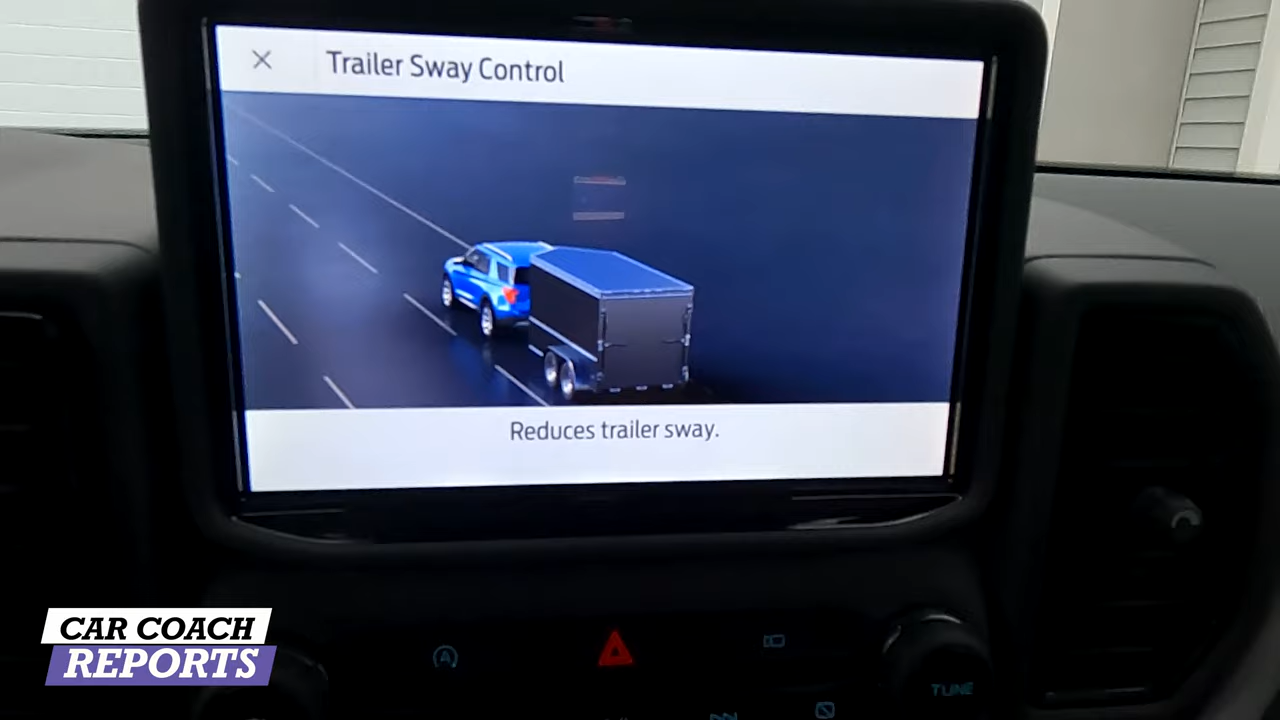 Trailer Sway Control
Reduces trailer sway.
CAR COACH
REPORTS
TUNE